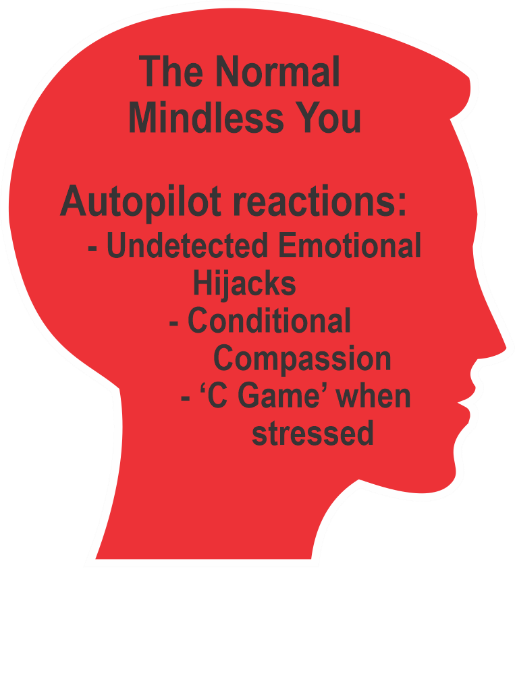 The Normal
Mindless You
Autopilot reactions:
- Undetected Emotional
Hijacks
- Conditional
Compassion
- ‘C Game’ when
stressed